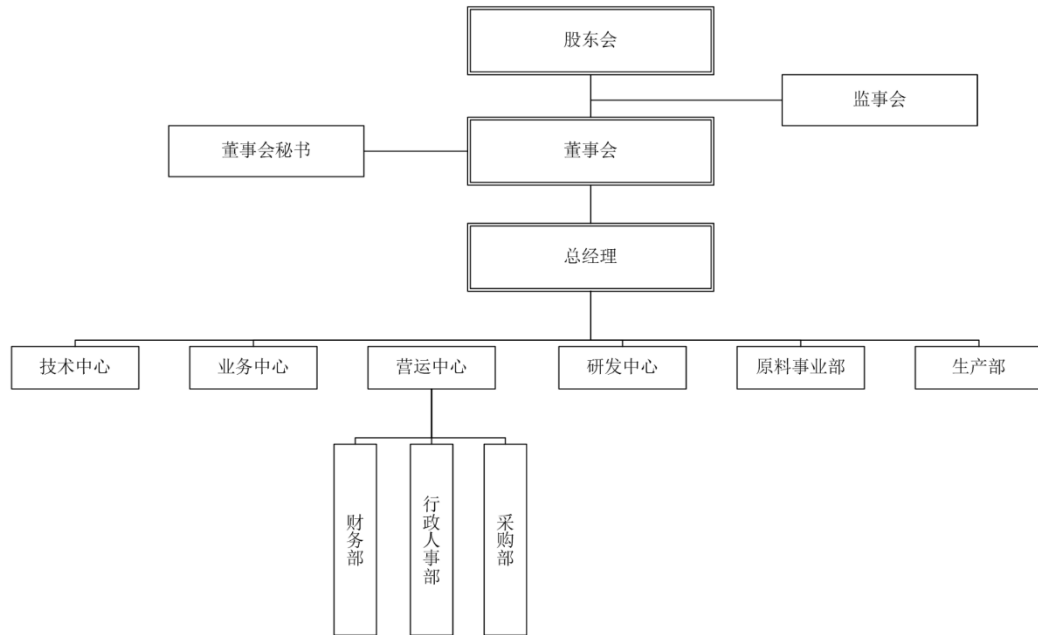 股东会
监事会
董事会秘书
董事会
总经理
技术中心
业务中心
营运中心
研发中心
原料事业部
生产部
财务部
行政人事部
采购部